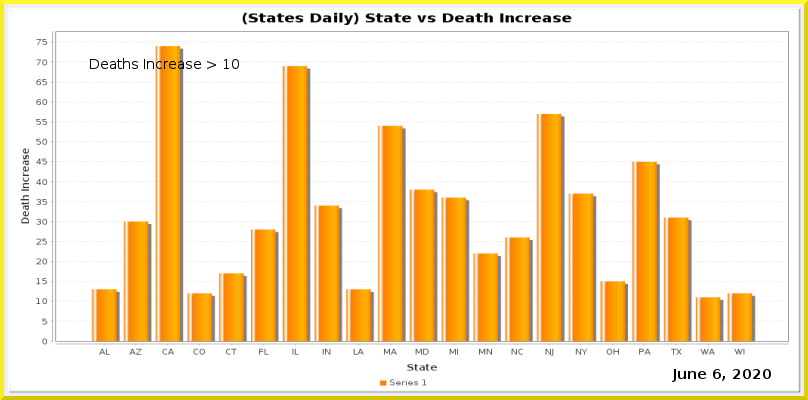 (States Daily) State vs Death Increase
Deaths Increase > 10
Death Increase
75
70
65
60
55
50
45
40
35
30
25
20
15
10
5
0
AL AZ CA CO CT FL IL IN LA MA MD MI MN NC NJ NY OH PA TX WA WI
State
Series 1
June 6, 2020